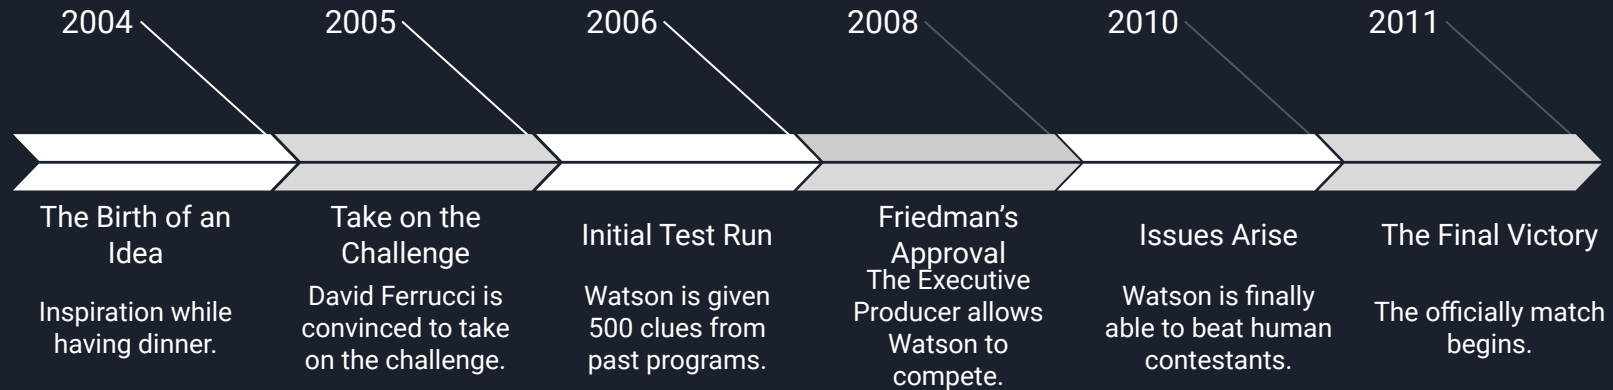 2004
2005
2006
2008
2010
2011
The Birth of an
Idea
Inspiration while
having dinner.
Take on the
Challenge
David Ferrucci is
convinced to take
on the challenge.
Initial Test Run
Watson is given
500 clues from
past programs.
Friedman’s
Approval
The Executive
Producer allows
Watson to
compete.
Issues Arise
Watson is finally
able to beat human
contestants.
The Final Victory
The officially match
begins.